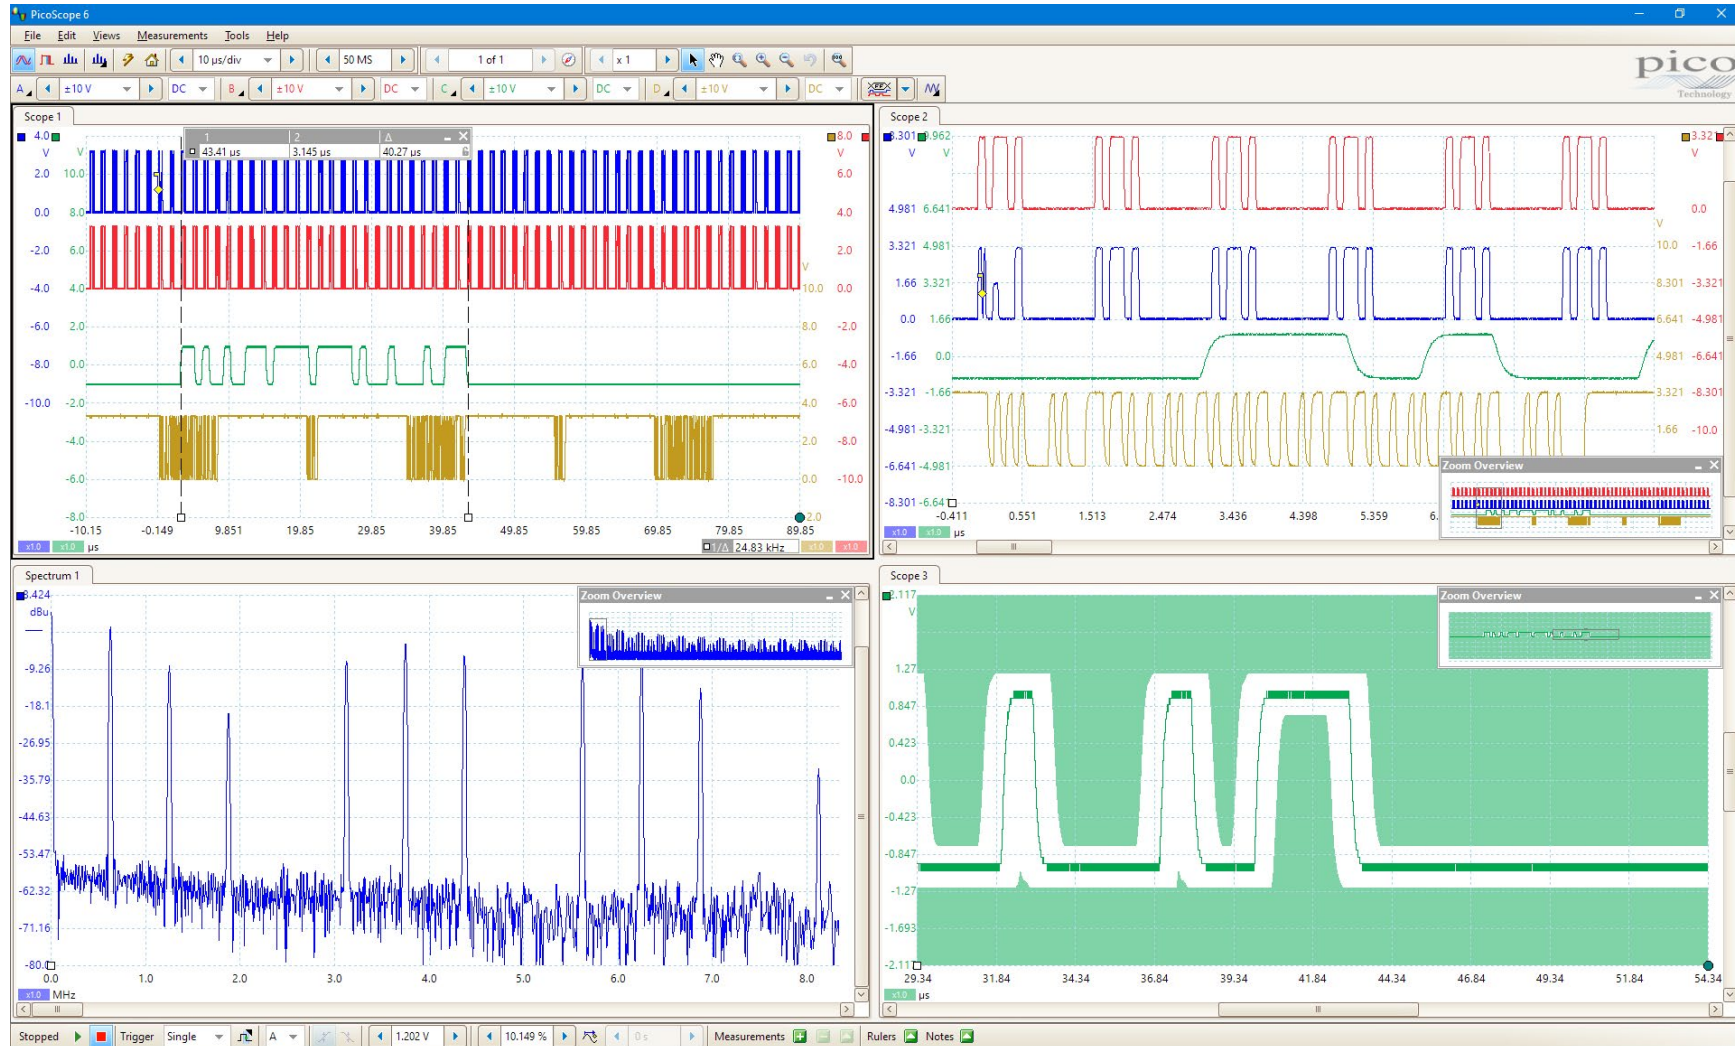 PicoScope 6
File Edit Views Measurements Tools Help
10 µs/div 50 MS 1 of 1 x 1
pico
Technology
A ±10 V DC B ±10 V DC C ±10 V DC D ±10 V DC
Scope 1
1 2 Δ
43.41 µs 3.145 µs 40.27 µs
4.0 8.0
V V V
2.0 10.0 6.0
0.0 8.0 4.0
-2.0 6.0 2.0
V
-4.0 4.0 10.0 0.0
-6.0 2.0 8.0 -2.0
-8.0 0.0 6.0 -4.0
-10.0 -2.0 4.0 -6.0
-4.0 2.0 -8.0
-6.0 0.0 -10.0
-8.0 -2.0
-10.15 -0.149 9.851 19.85 29.85 39.85 49.85 59.85 69.85 79.85 89.85
x1.0 x1.0 µs 1/Δ 24.83 kHz x1.0 x1.0
Scope 2
8.301 9.962 3.321
V V V
4.981 6.641 0.0
V
3.321 4.981 10.0 -1.66
1.66 3.321 8.301 -3.321
0.0 1.66 6.641 -4.981
-1.66 0.0 4.981 -6.641
-3.321 -1.66 3.321 -8.301
-4.981 -3.321 1.66 -10.0
-6.641 -4.981
Zoom Overview
-8.301 -6.641
-0.411 0.551 1.513 2.474 3.436 4.398 5.359 6.
x1.0 x1.0 µs
Spectrum 1
8.424
dBu
Zoom Overview
-9.26
-18.1
-26.95
-35.79
-44.63
-53.47
-62.32
-71.16
-80.0
0.0 1.0 2.0 3.0 4.0 5.0 6.0 7.0 8.0
x1.0 MHz
Scope 3
2.117
V
Zoom Overview
1.27
0.847
0.423
0.0
-0.423
-0.847
-1.27
-1.693
-2.117
29.34 31.84 34.34 36.84 39.34 41.84 44.34 46.84 49.34 51.84 54.34
x1.0 µs
Stopped Trigger Single A 1.202 V 10.149 % 0 s Measurements Rulers Notes